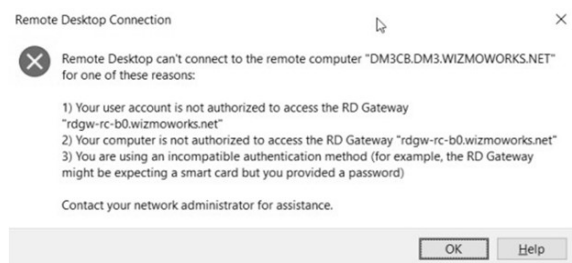 Remote Desktop Connection
Remote Desktop can't connect to the remote computer "DM3CB.DM3.WIZMOWORKS.NET"
for one of these reasons:
1) Your user account is not authorized to access the RD Gateway
"rdgw-rc-b0.wizmoworks.net"
2) Your computer is not authorized to access the RD Gateway "rdgw-rc-b0.wizmoworks.net"
3) You are using an incompatible authentication method (for example, the RD Gateway
might be expecting a smart card but you provided a password)
Contact your network administrator for assistance.
OK
Help